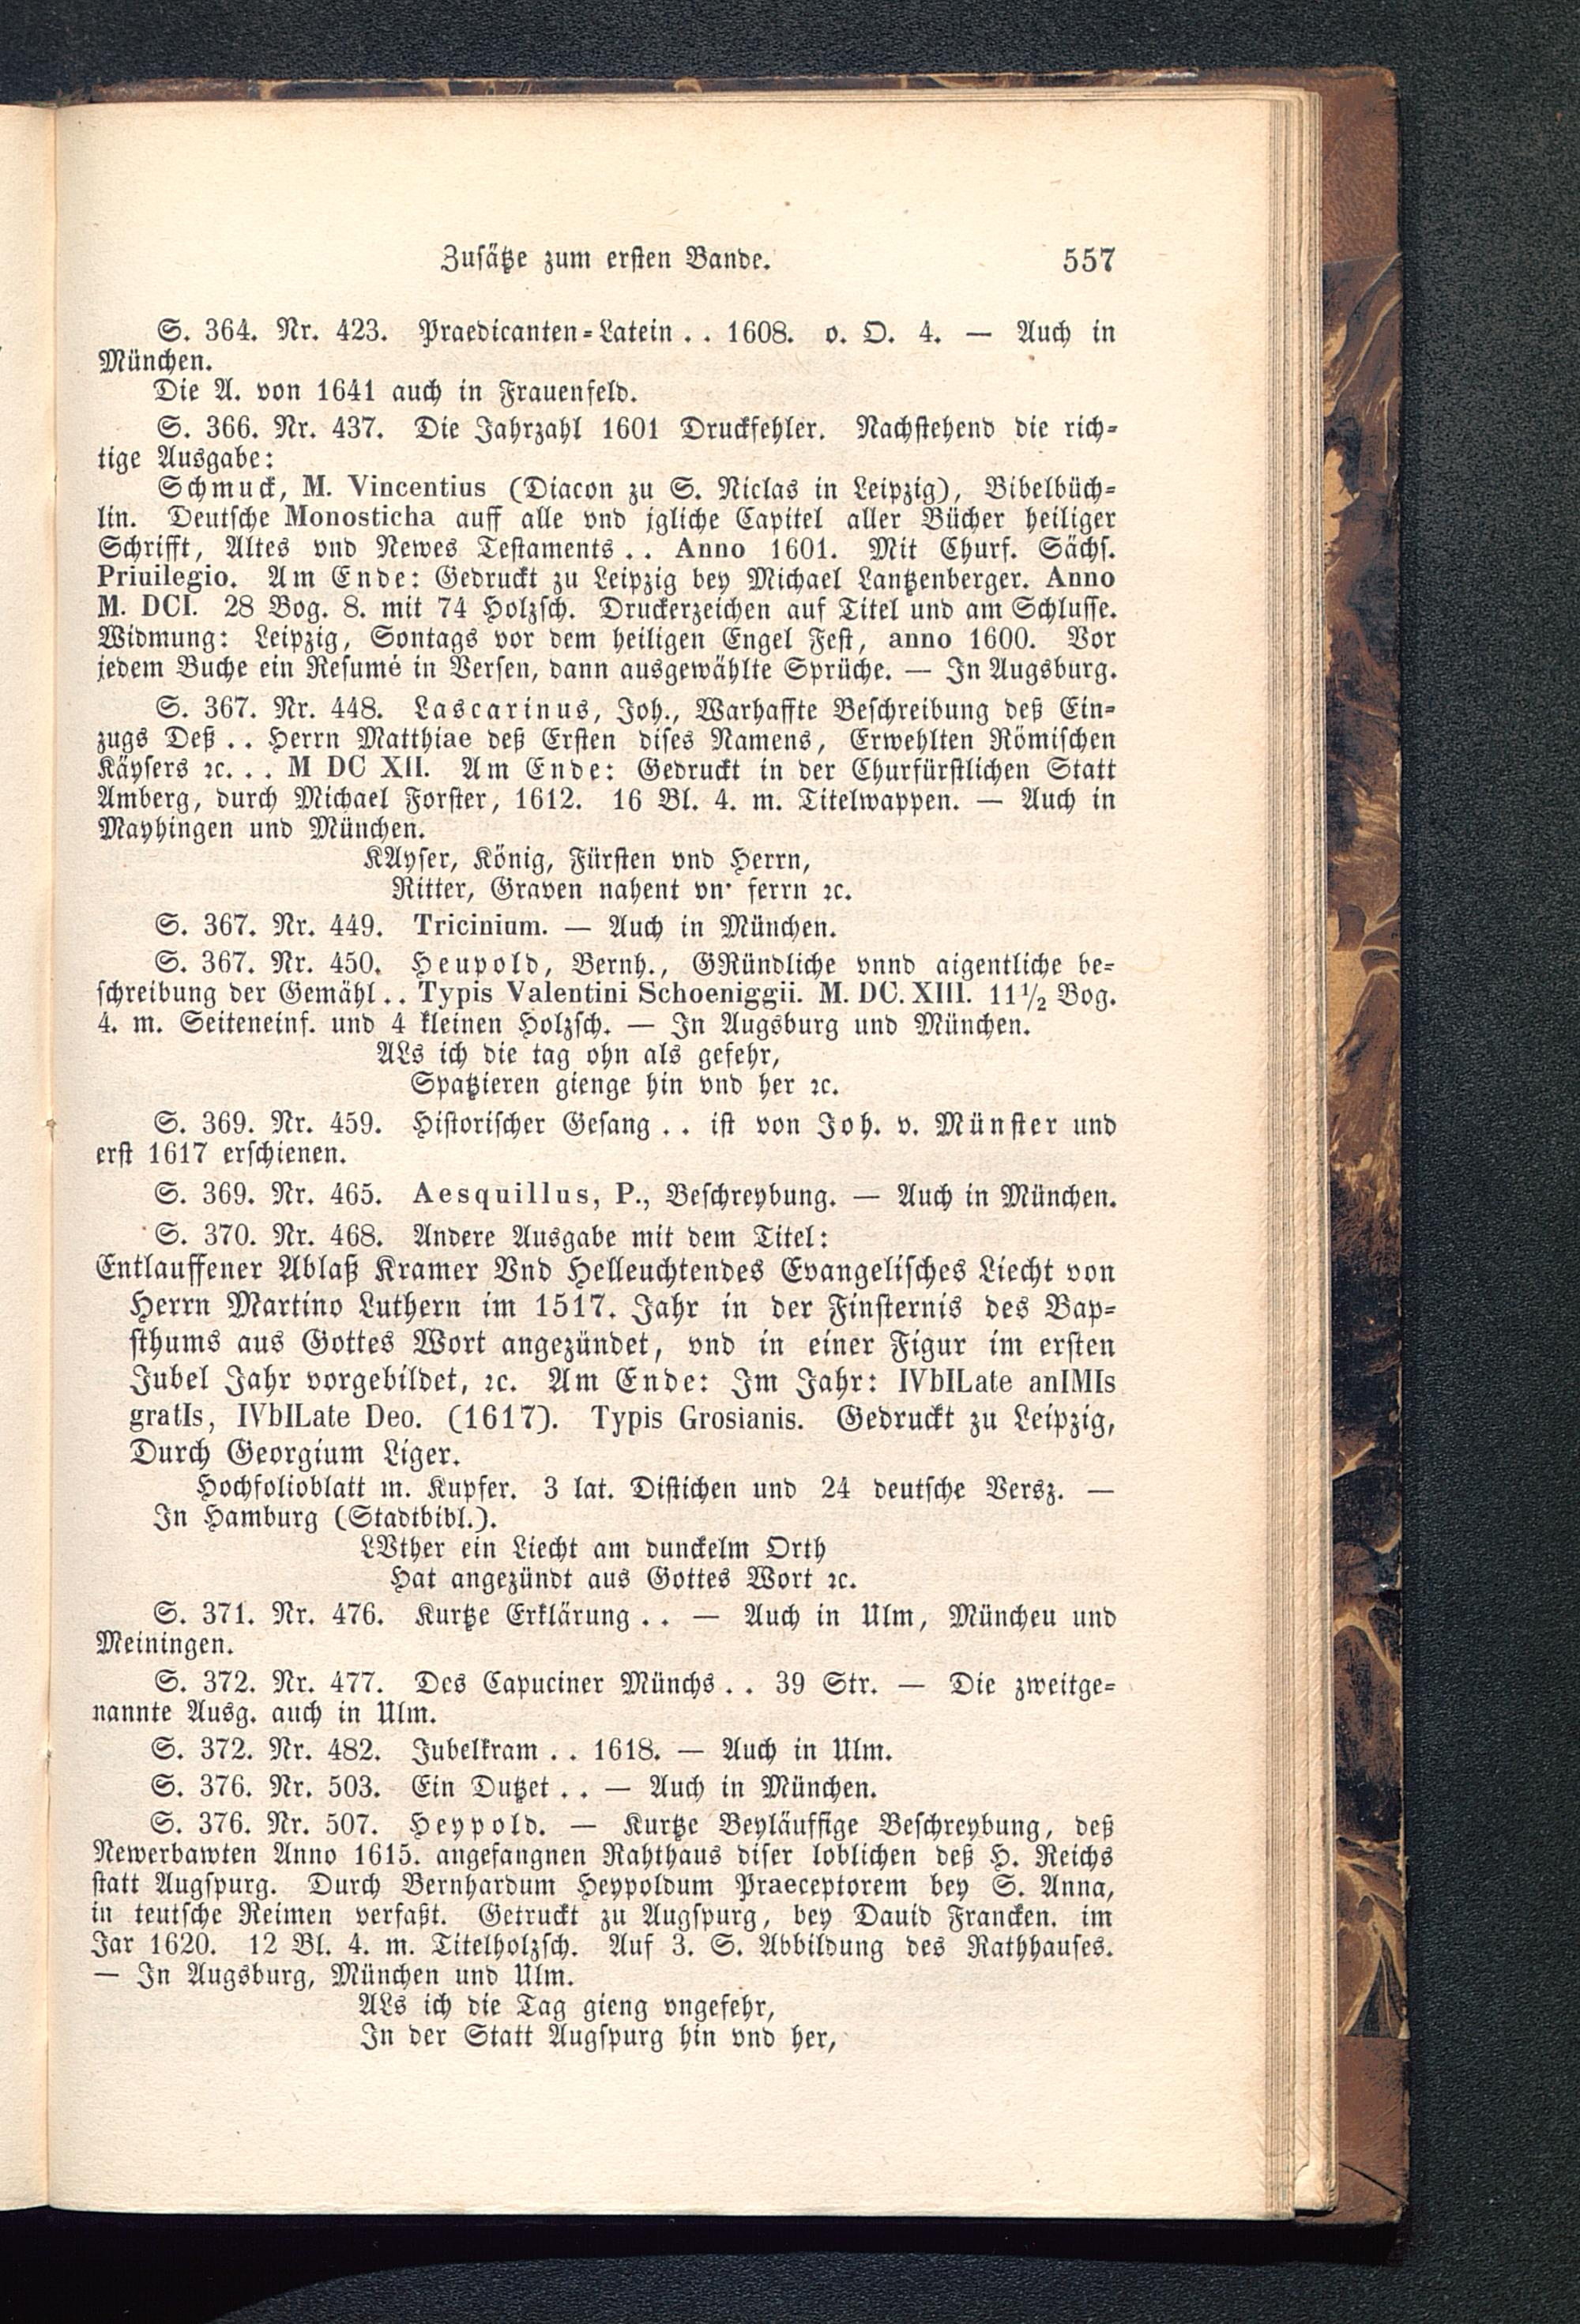 Zusätze zum ersten Bande. 557
S. 364. Nr. 423. Praedicanten-Latein . . 1608. o. O. 4. — Auch in
München.
Die A. von 1641 auch in Frauenfeld.
S. 366. Nr. 437. Die Jahrzahl 1601 Druckfehler. Nachstehend die rich-
tige Ausgabe:
Schmuck, M. Vincentius (Diacon zu S. Niclas in Leipzig), Bibelbüch-
lin. Deutsche Monosticha auff alle vnd jgliche Capitel aller Bücher heiliger
Schrifft, Altes vnd Newes Testaments . . Anno 1601. Mit Churf. Sächs.
Priuilegio. Am Ende: Gedruckt zu Leipzig bey Michael Lantzenberger. Anno
M. DCI. 28 Bog. 8. mit 74 Holzsch. Druckerzeichen auf Titel und am Schlusse.
Widmung: Leipzig, Sontags vor dem heiligen Engel Fest, anno 1600. Vor
jedem Buche ein Resumé in Versen, dann ausgewählte Sprüche. — In Augsburg.
S. 367. Nr. 448. Lascarinus, Joh., Warhaffte Beschreibung deß Ein-
zugs Deß . . Herrn Matthiae deß Ersten dises Namens, Erwehlten Römischen
Käysers ꝛc. . . M DC XII. Am Ende: Gedruckt in der Churfürstlichen Statt
Amberg, durch Michael Forster, 1612. 16 Bl. 4. m. Titelwappen. — Auch in
Mayhingen und München.
KAyser, König, Fürsten vnd Herrn,
Ritter, Graven nahent vn' ferrn ꝛc.
S. 367. Nr. 449. Tricinium. — Auch in München.
S. 367. Nr. 450. Heupold, Bernh., GRündliche vnnd aigentliche be-
schreibung der Gemähl . . Typis Valentini Schoeniggii. M. DC. XIII. 11½ Bog.
4. m. Seiteneinf. und 4 kleinen Holzsch. — In Augsburg und München.
ALs ich die tag ohn als gefehr,
Spatzieren gienge hin vnd her ꝛc.
S. 369. Nr. 459. Historischer Gesang . . ist von Joh. v. Münster und
erst 1617 erschienen.
S. 369. Nr. 465. Aesquillus, P., Beschreybung. — Auch in München.
S. 370. Nr. 468. Andere Ausgabe mit dem Titel:
Entlauffener Ablaß Kramer Vnd Helleuchtendes Evangelisches Liecht von
Herrn Martino Luthern im 1517. Jahr in der Finsternis des Bap-
sthums aus Gottes Wort angezündet, vnd in einer Figur im ersten
Jubel Jahr vorgebildet, ꝛc. Am Ende: Im Jahr: IVbILate anIMIs
gratIs, IVbILate Deo. (1617). Typis Grosianis. Gedruckt zu Leipzig,
Durch Georgium Liger.
Hochfolioblatt m. Kupfer. 3 lat. Distichen und 24 deutsche Versz. —
In Hamburg (Stadtbibl.).
LVther ein Liecht am dunckelm Orth
Hat angezündt aus Gottes Wort ꝛc.
S. 371. Nr. 476. Kurtze Erklärung . . — Auch in Ulm, Müncheu und
Meiningen.
S. 372. Nr. 477. Des Capuciner Münchs . . 39 Str. — Die zweitge-
nannte Ausg. auch in Ulm.
S. 372. Nr. 482. Jubelkram . . 1618. — Auch in Ulm.
S. 376. Nr. 503. Ein Dutzet . . — Auch in München.
S. 376. Nr. 507. Heypold. — Kurtze Beyläuffige Beschreybung, deß
Newerbawten Anno 1615. angefangnen Rahthaus diser loblichen deß H. Reichs
statt Augspurg. Durch Bernhardum Heypoldum Praeceptorem bey S. Anna,
in teutsche Reimen verfaßt. Getruckt zu Augspurg, bey Dauid Francken. im
Jar 1620. 12 Bl. 4. m. Titelholzsch. Auf 3. S. Abbildung des Rathhauses.
— In Augsburg, München und Ulm.
ALs ich die Tag gieng vngefehr,
In der Statt Augspurg hin vnd her,